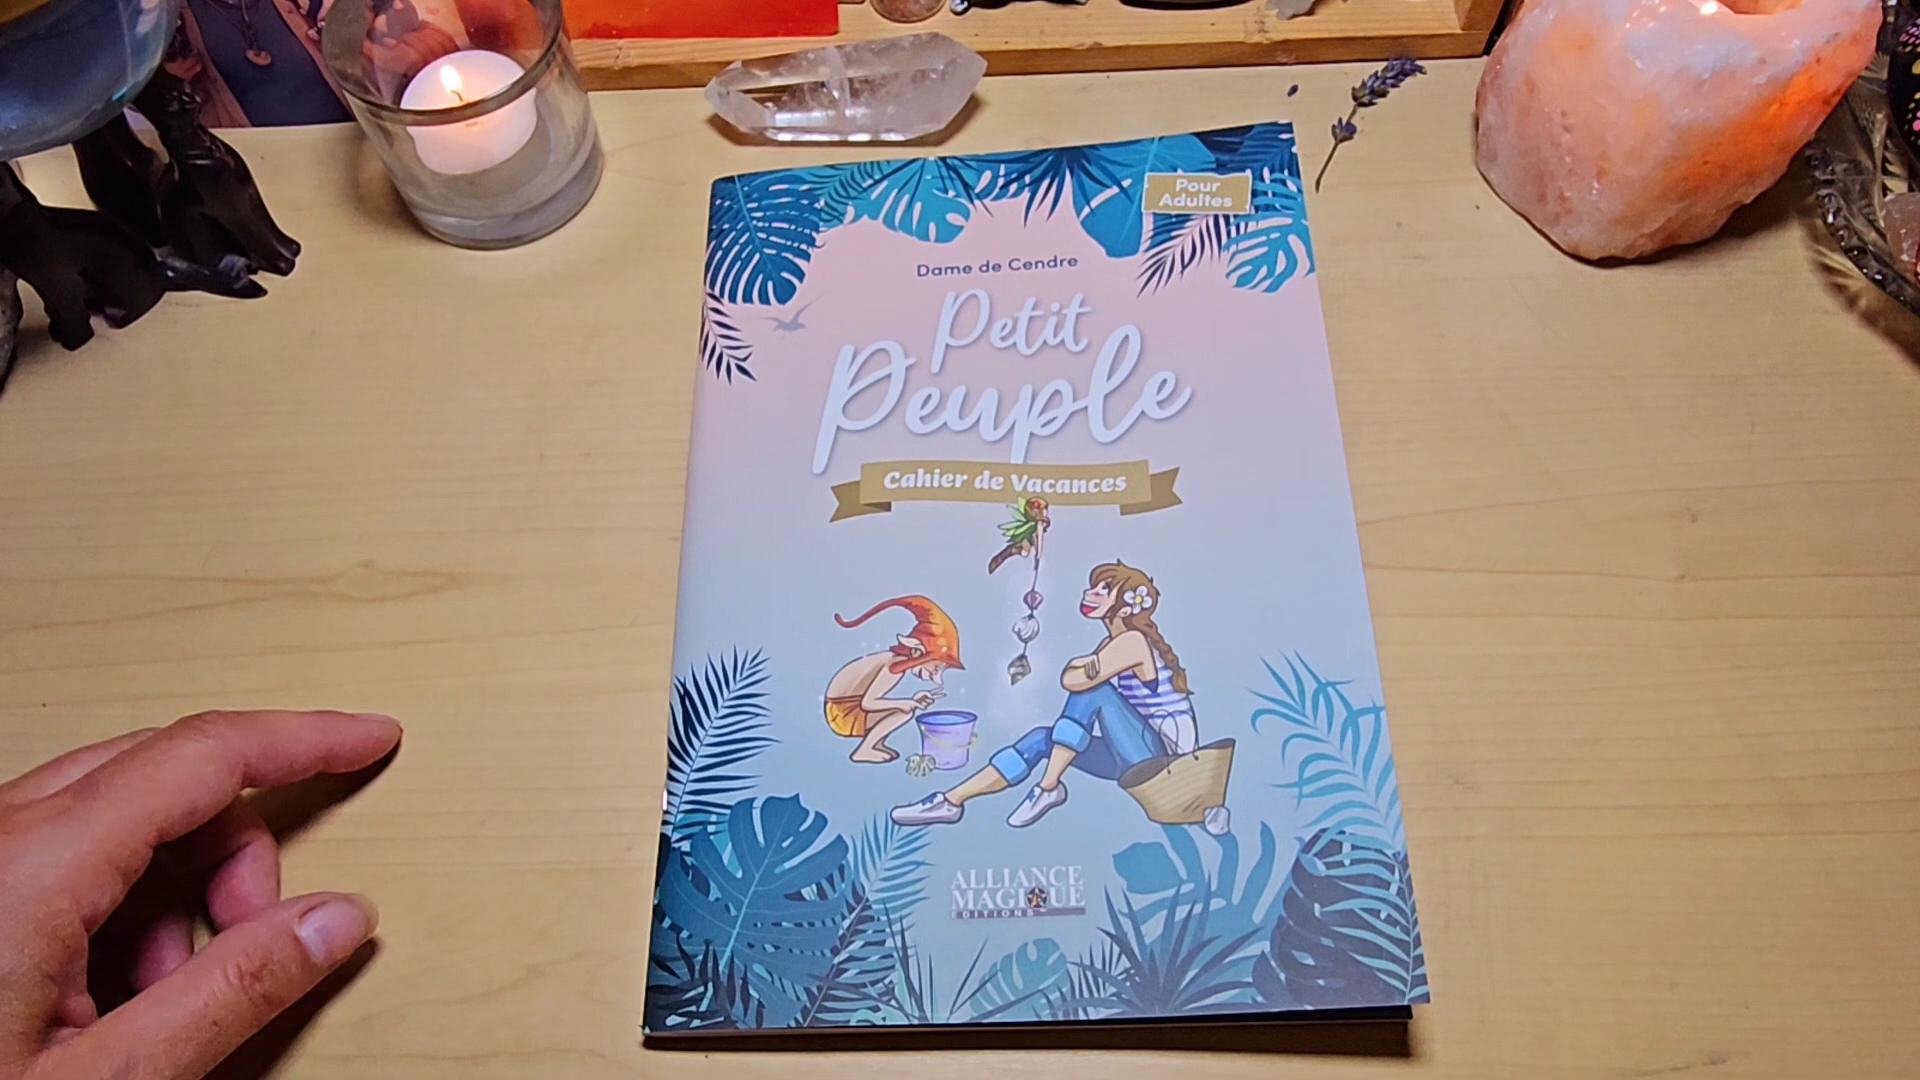 Pour
Adultes
Dame de Cendre
Petit
Peuple
Cahier de Vacances
ALLIANCE
MAGIQUE
EDITIONS